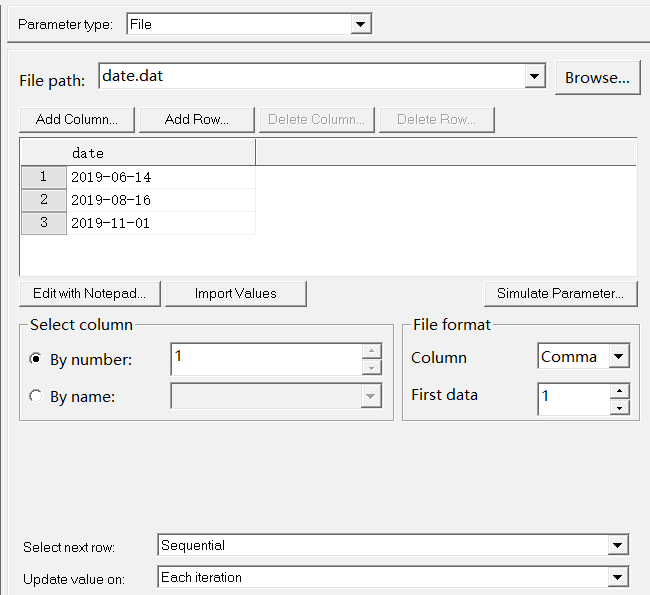 Parameter type: File
File path: date.dat Browse...
Add Column... Add Row... Delete Column... Delete Row...
date
1 2019-06-14
2 2019-08-16
3 2019-11-01
Edit with Notepad... Import Values Simulate Parameter...
Select column File format
By number: 1 Column Comma
By name: First data 1
Select next row: Sequential
Update value on: Each iteration